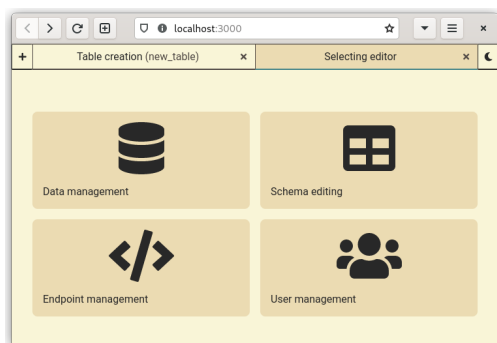 localhost:3000
Table creation (new_table)
Selecting editor
Data management
Schema editing
Endpoint management
User management